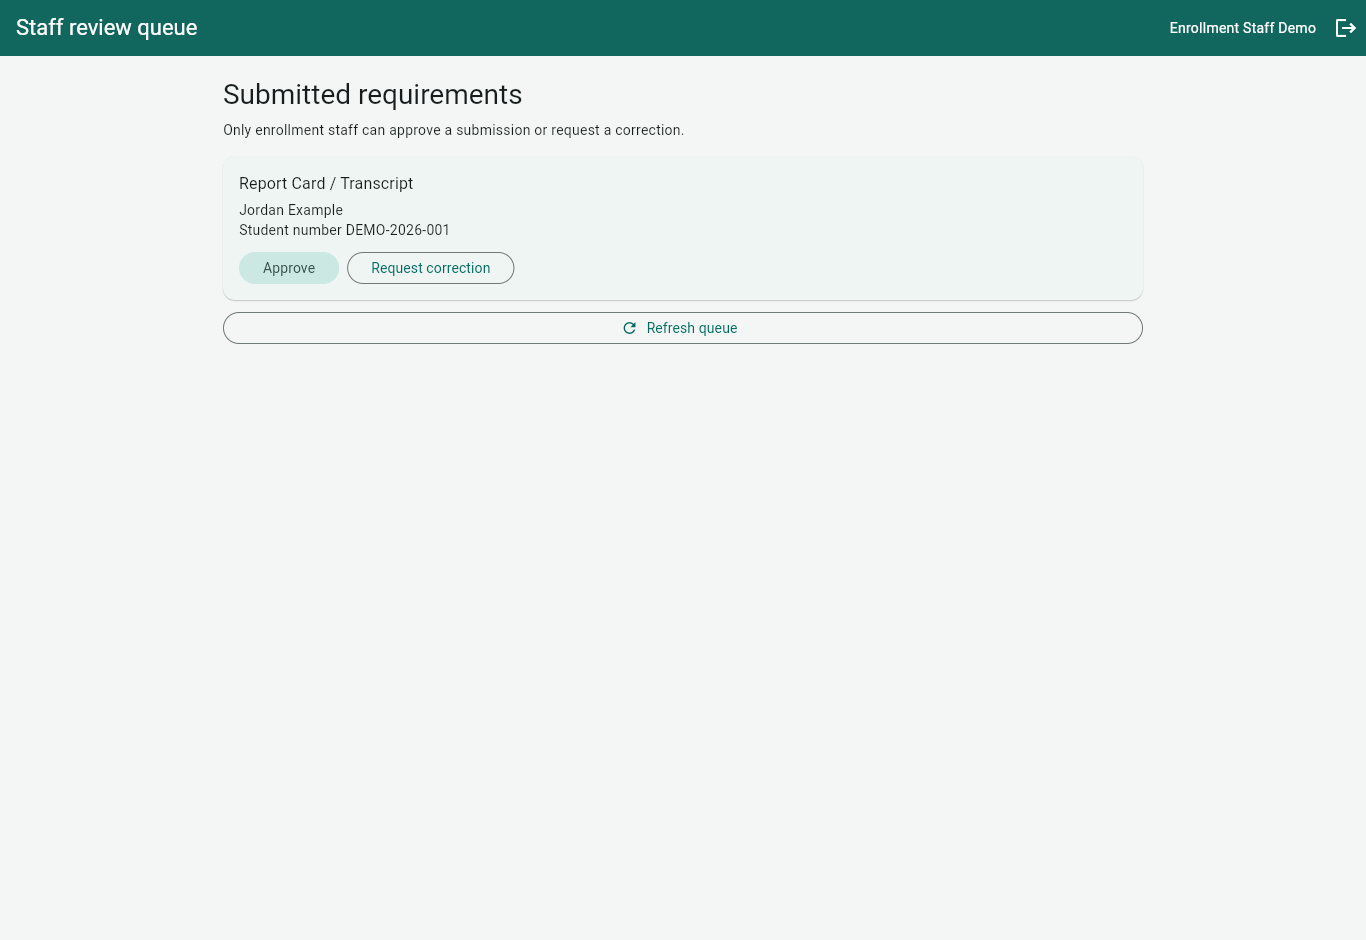 Staff review queue
Enrollment Staff Demo
Submitted requirements
Only enrollment staff can approve a submission or request a correction.
Report Card / Transcript
Jordan Example
Student number DEMO-2026-001
Approve
Request correction
Refresh queue